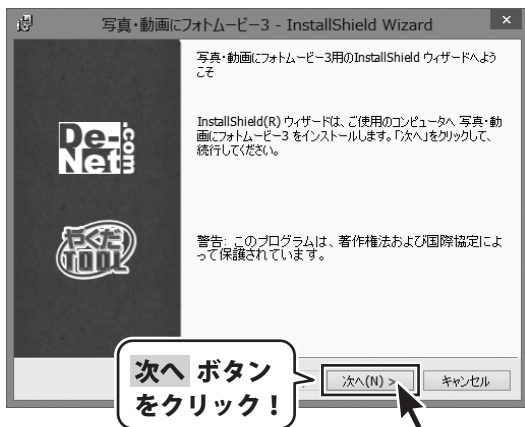 写真・動画にフォトムービー3 - InstallShield Wizard
写真・動画にフォトムービー3用のInstallShield ウィザードへよう
こそ
InstallShield(R) ウィザードは、ご使用のコンピュータへ 写真・動
画にフォトムービー3 をインストールします。「次へ」をクリックして、
続行してください。
De-
Net
.com
やくだつ
TOOL
警告: このプログラムは、著作権法および国際協定によ
って保護されています。
次へ ボタン
をクリック！
次へ(N) >
キャンセル